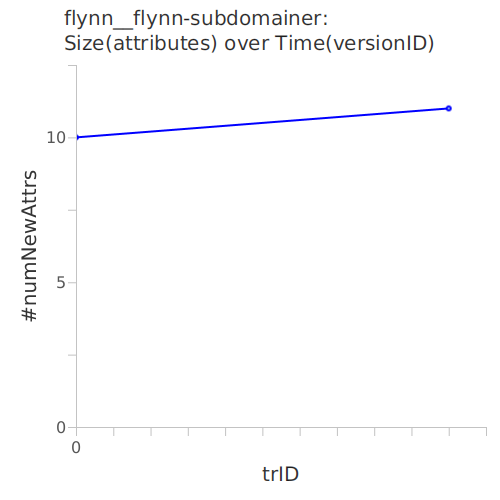 flynn__flynn-subdomainer:
Size(attributes) over Time(versionID)
10
#numNewAttrs
5
0
0
trID